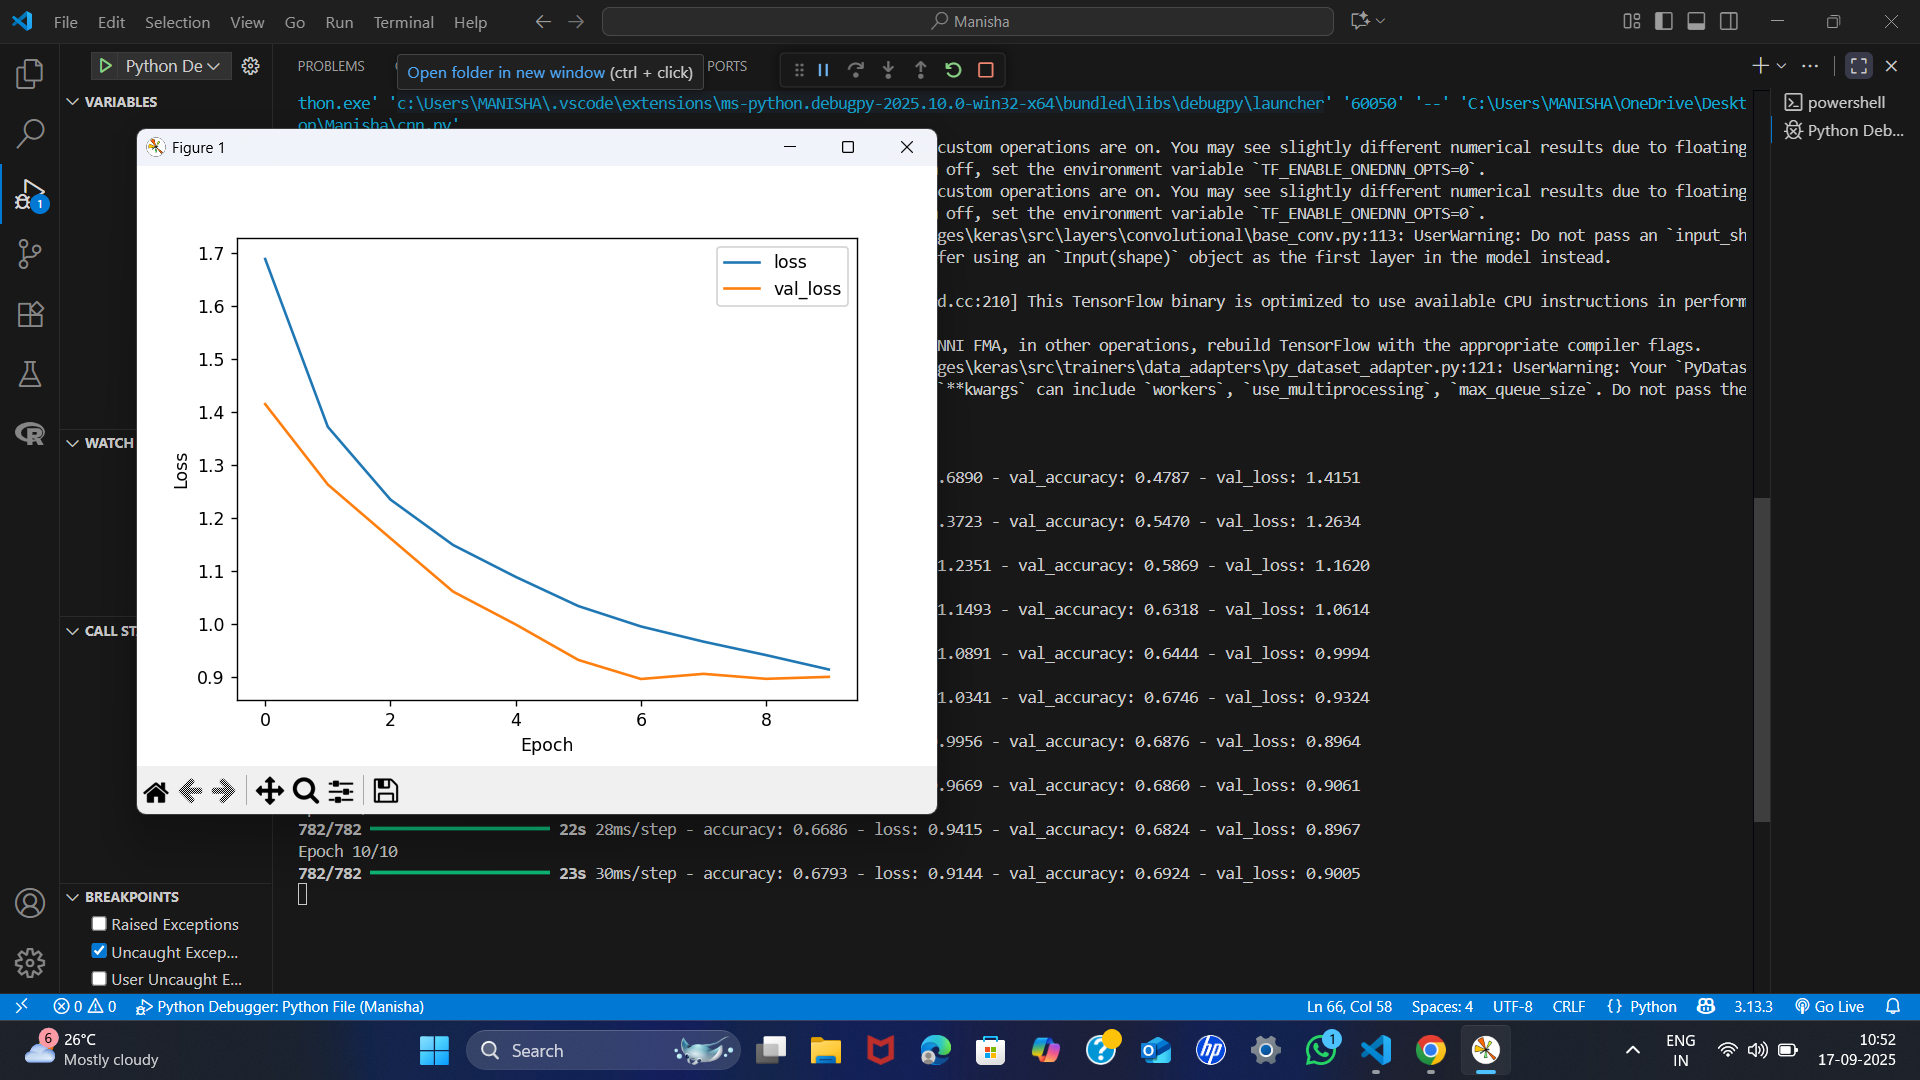 File Edit Selection View Go Run Terminal Help
Manisha
Python De
PROBLEMS
Open folder in new window (ctrl + click)
PORTS
VARIABLES
thon.exe' 'c:\Users\MANISHA\.vscode\extensions\ms-python.debugpy-2025.10.0-win32-x64\bundled\libs\debugpy\launcher' '60050' '--' 'C:\Users\MANISHA\OneDrive\Deskt
op\Manisha\cnn.py'
powershell
Python Deb...
custom operations are on. You may see slightly different numerical results due to floating
off, set the environment variable `TF_ENABLE_ONEDNN_OPTS=0`.
custom operations are on. You may see slightly different numerical results due to floating
off, set the environment variable `TF_ENABLE_ONEDNN_OPTS=0`.
ges\keras\src\layers\convolutional\base_conv.py:113: UserWarning: Do not pass an `input_sh
fer using an `Input(shape)` object as the first layer in the model instead.
d.cc:210] This TensorFlow binary is optimized to use available CPU instructions in perform
NNI FMA, in other operations, rebuild TensorFlow with the appropriate compiler flags.
ges\keras\src\trainers\data_adapters\py_dataset_adapter.py:121: UserWarning: Your `PyDatas
`**kwargs` can include `workers`, `use_multiprocessing`, `max_queue_size`. Do not pass the
.6890 - val_accuracy: 0.4787 - val_loss: 1.4151
.3723 - val_accuracy: 0.5470 - val_loss: 1.2634
1.2351 - val_accuracy: 0.5869 - val_loss: 1.1620
1.1493 - val_accuracy: 0.6318 - val_loss: 1.0614
1.0891 - val_accuracy: 0.6444 - val_loss: 0.9994
1.0341 - val_accuracy: 0.6746 - val_loss: 0.9324
.9956 - val_accuracy: 0.6876 - val_loss: 0.8964
.9669 - val_accuracy: 0.6860 - val_loss: 0.9061
782/782 22s 28ms/step - accuracy: 0.6686 - loss: 0.9415 - val_accuracy: 0.6824 - val_loss: 0.8967
Epoch 10/10
782/782 23s 30ms/step - accuracy: 0.6793 - loss: 0.9144 - val_accuracy: 0.6924 - val_loss: 0.9005
Figure 1
loss
val_loss
1.7
1.6
1.5
1.4
1.3
1.2
1.1
1.0
0.9
Loss
0 2 4 6 8
Epoch
WATCH
CALL ST
BREAKPOINTS
Raised Exceptions
Uncaught Excep...
User Uncaught E...
1
0 0 Python Debugger: Python File (Manisha)
Ln 66, Col 58 Spaces: 4 UTF-8 CRLF {} Python 3.13.3 Go Live
6
26°C
Mostly cloudy
Search
hp
1
ENG
IN
10:52
17-09-2025